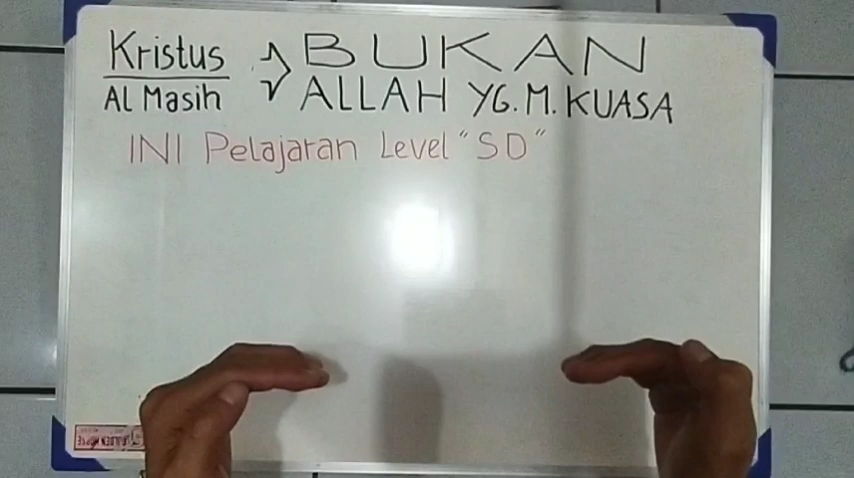 Kristus BUKAN
Al Masih ALLAH YG. M. KUASA
INI Pelajaran Level "SD"